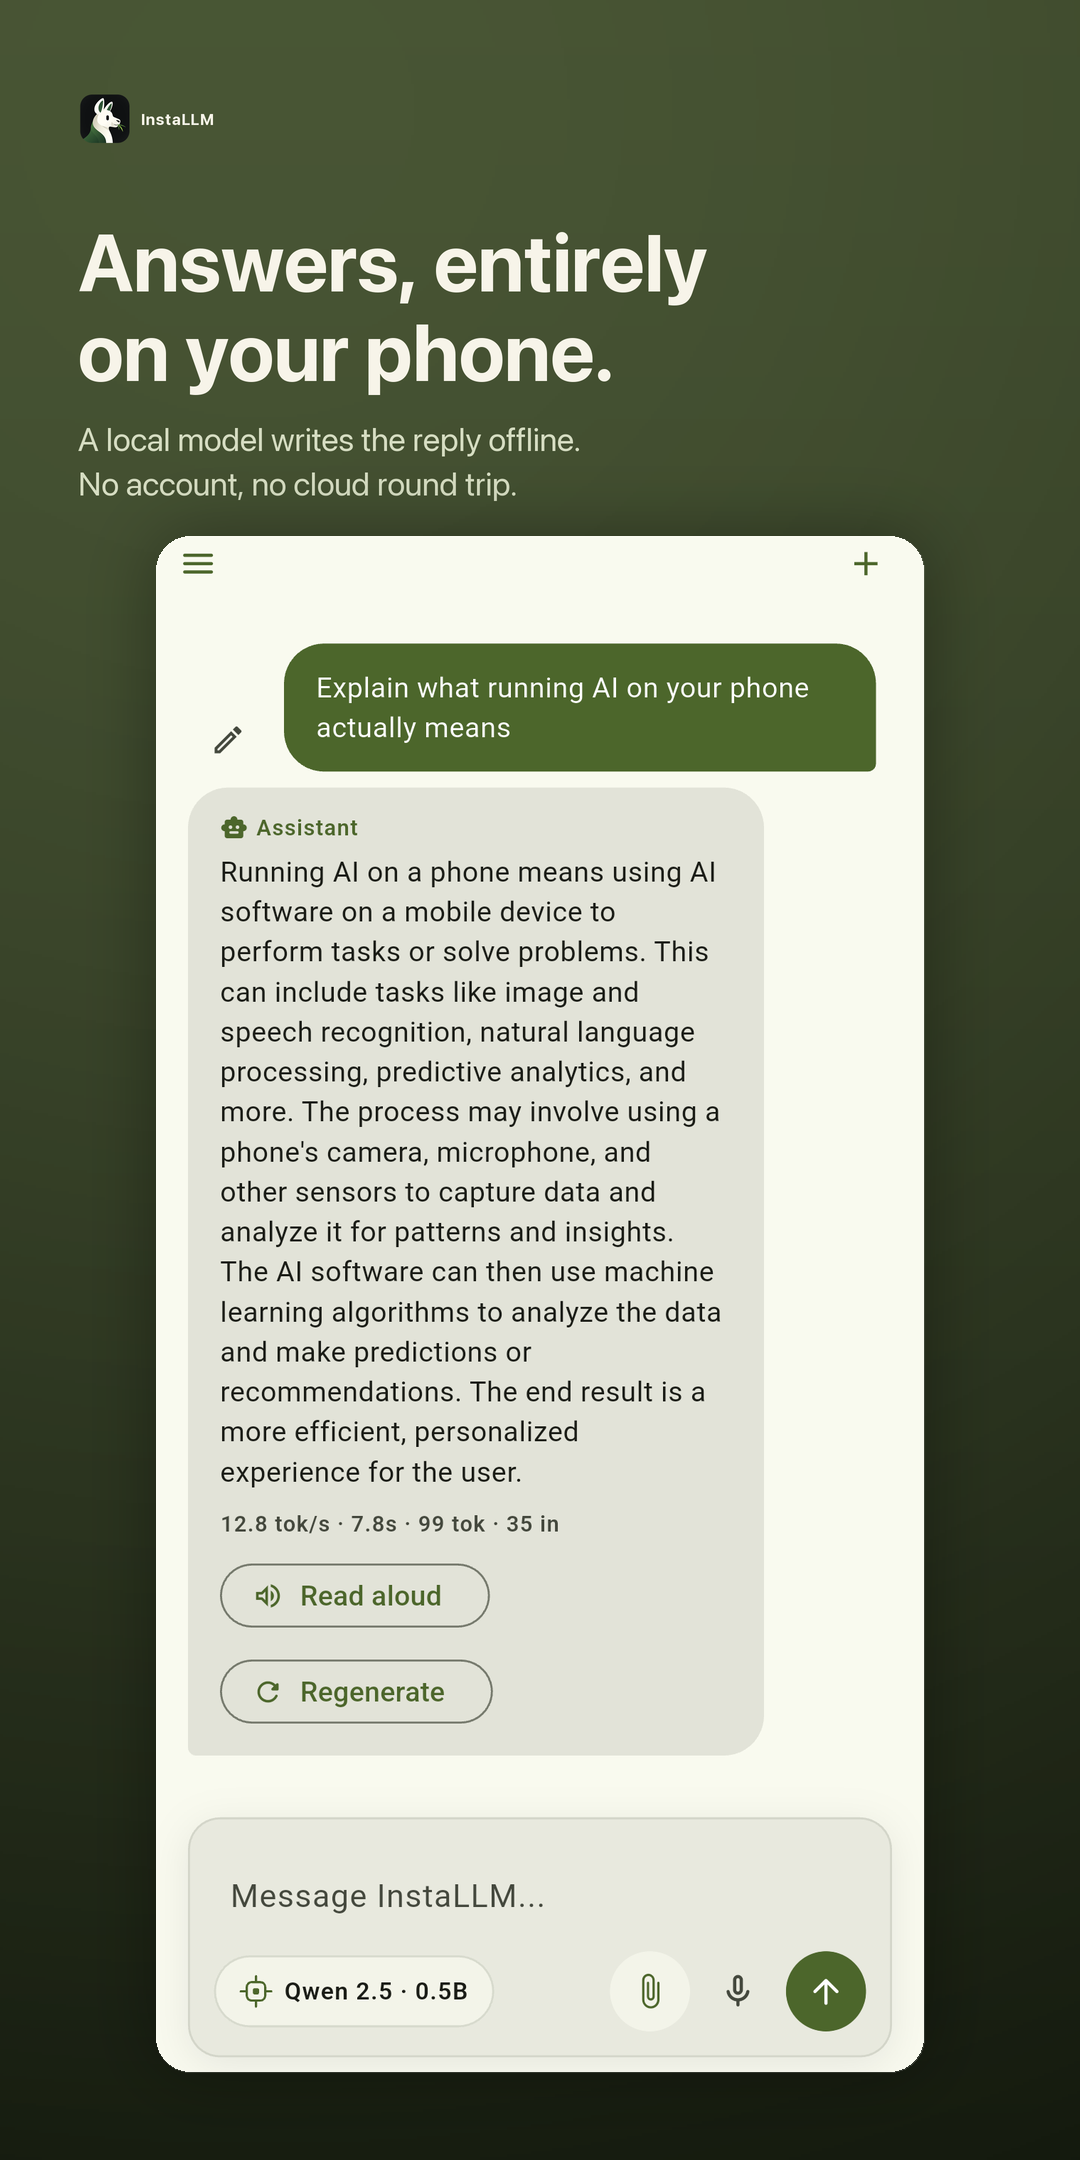 InstaLLM
Answers, entirely
on your phone.
A local model writes the reply offline.
No account, no cloud round trip.
Explain what running AI on your phone
actually means
Assistant
Running AI on a phone means using AI
software on a mobile device to
perform tasks or solve problems. This
can include tasks like image and
speech recognition, natural language
processing, predictive analytics, and
more. The process may involve using a
phone's camera, microphone, and
other sensors to capture data and
analyze it for patterns and insights.
The AI software can then use machine
learning algorithms to analyze the data
and make predictions or
recommendations. The end result is a
more efficient, personalized
experience for the user.
12.8 tok/s · 7.8s · 99 tok · 35 in
Read aloud
Regenerate
Message InstaLLM...
Qwen 2.5 · 0.5B